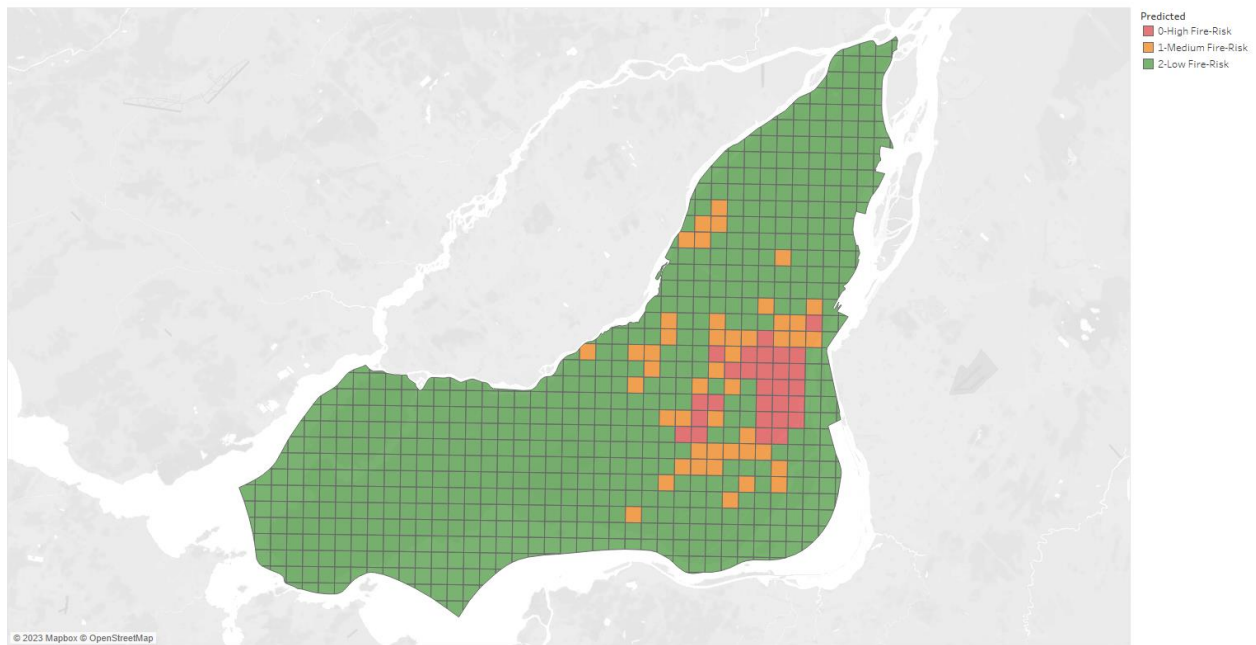 Predicted
0-High Fire-Risk
1-Medium Fire-Risk
2-Low Fire-Risk
© 2023 Mapbox © OpenStreetMap